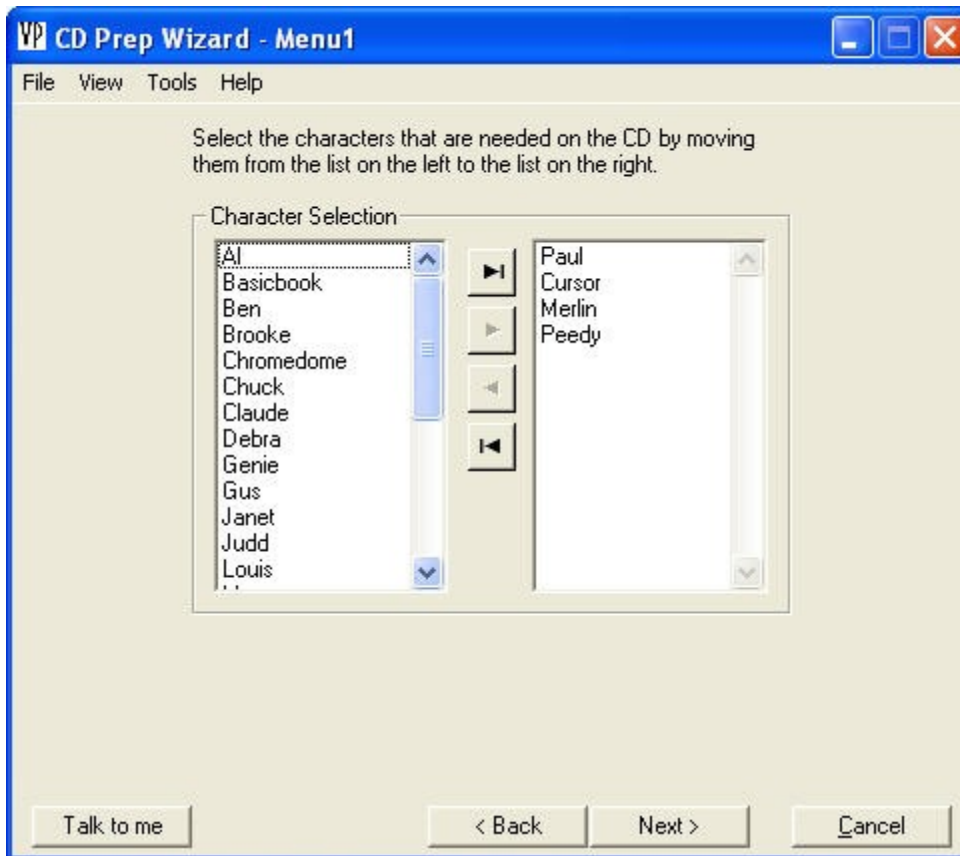 VP CD Prep Wizard - Menu1
File View Tools Help
Select the characters that are needed on the CD by moving
them from the list on the left to the list on the right.
Character Selection
Al
Basicbook
Ben
Brooke
Chromedome
Chuck
Claude
Debra
Genie
Gus
Janet
Judd
Louis
Paul
Cursor
Merlin
Peedy
Talk to me
< Back
Next >
Cancel